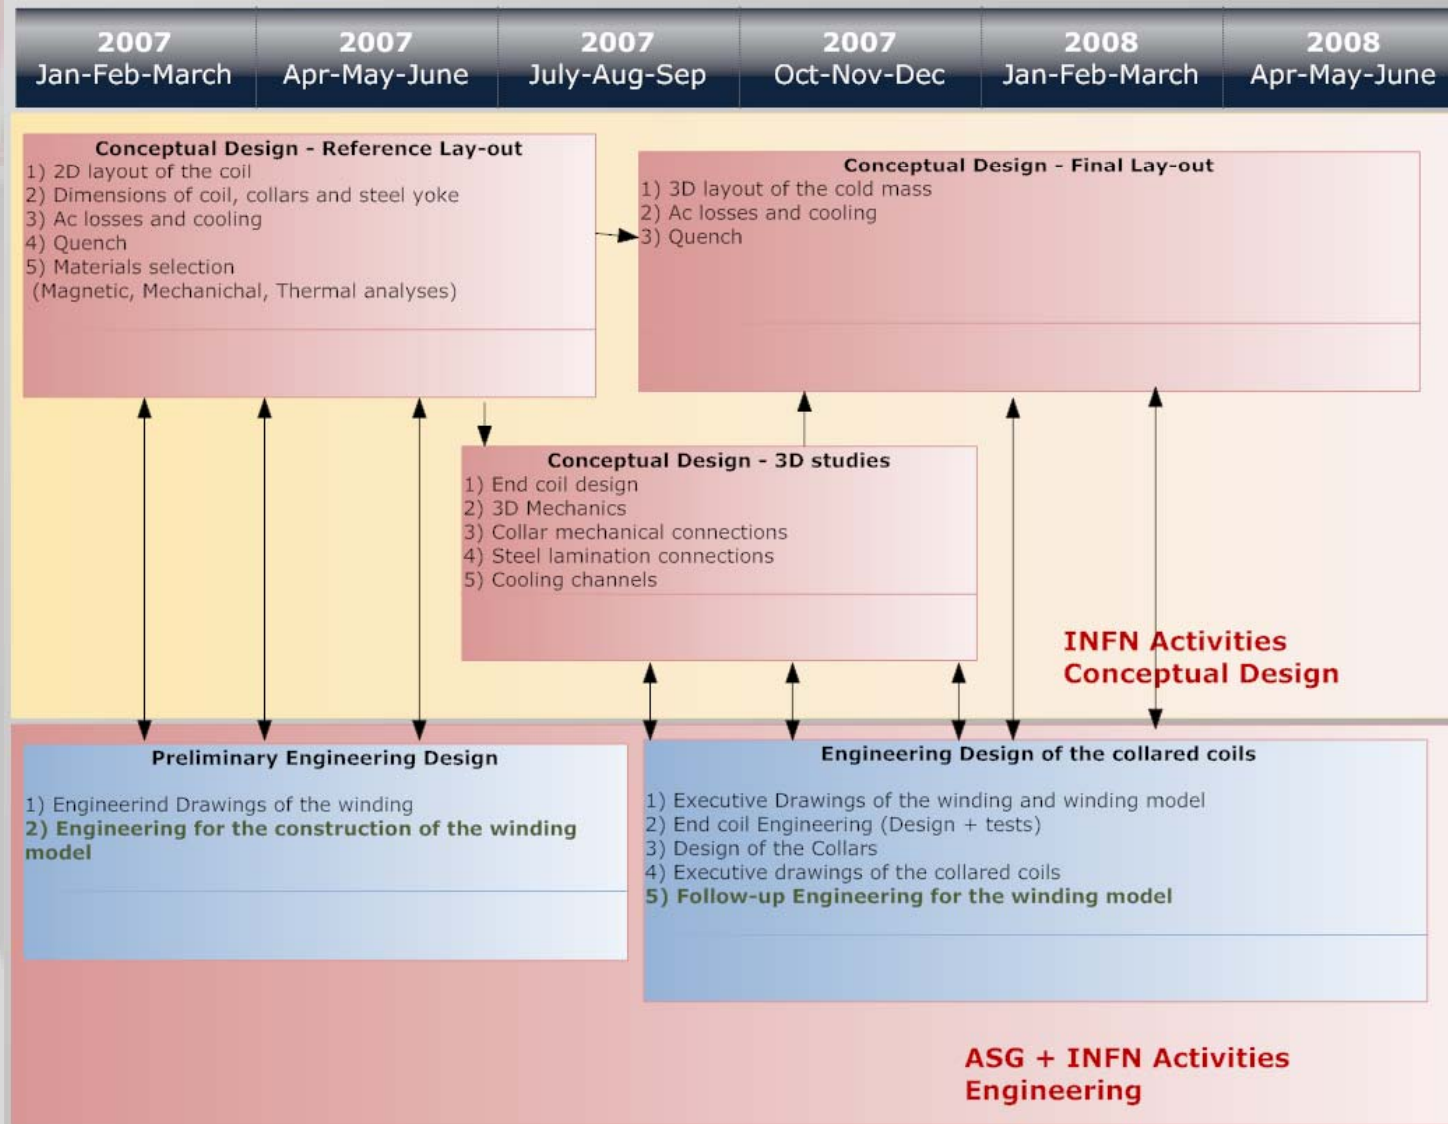 2007
Jan-Feb-March
2007
Apr-May-June
2007
July-Aug-Sep
2007
Oct-Nov-Dec
2008
Jan-Feb-March
2008
Apr-May-June
Conceptual Design - Reference Lay-out
1) 2D layout of the coil
2) Dimensions of coil, collars and steel yoke
3) Ac losses and cooling
4) Quench
5) Materials selection
(Magnetic, Mechanichal, Thermal analyses)
Conceptual Design - Final Lay-out
1) 3D layout of the cold mass
2) Ac losses and cooling
3) Quench
Conceptual Design - 3D studies
1) End coil design
2) 3D Mechanics
3) Collar mechanical connections
4) Steel lamination connections
5) Cooling channels
INFN Activities
Conceptual Design
Preliminary Engineering Design
1) Engineerind Drawings of the winding
2) Engineering for the construction of the winding
model
Engineering Design of the collared coils
1) Executive Drawings of the winding and winding model
2) End coil Engineering (Design + tests)
3) Design of the Collars
4) Executive drawings of the collared coils
5) Follow-up Engineering for the winding model
ASG + INFN Activities
Engineering